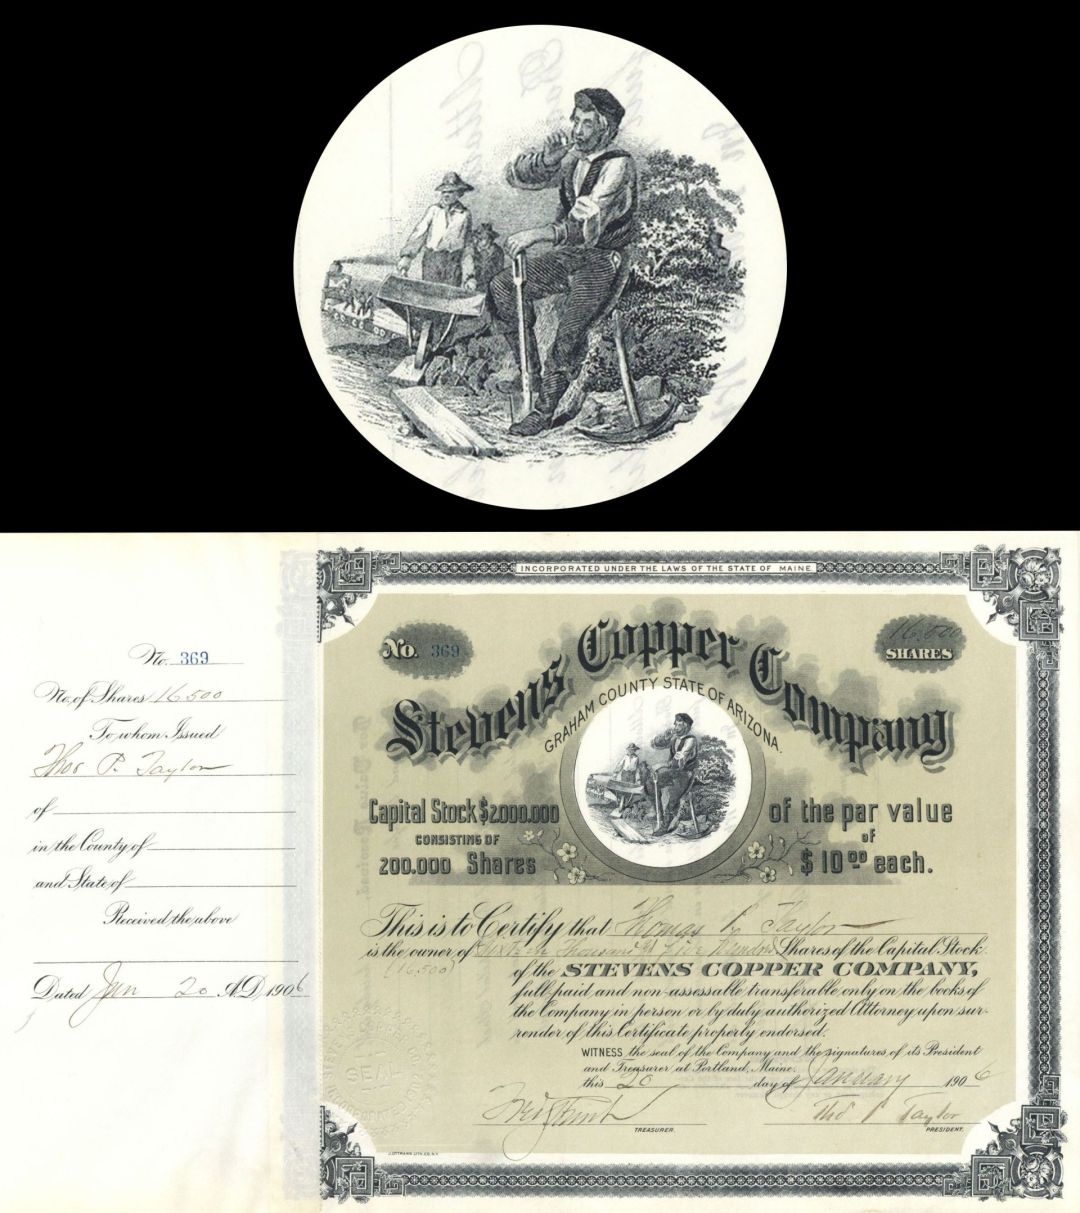 No. 369
No. of Shares 16500
To whom Issued
Thos P. Taylor
of
in the County of
and State of
Received the above
Dated Jan 20 A.D. 1906
INCORPORATED UNDER THE LAWS OF THE STATE OF MAINE.
No. 369
16.500
SHARES
Stevens Copper Company
GRAHAM COUNTY STATE OF ARIZONA.
Capital Stock $2.000.000
CONSISTING OF
200.000 Shares
of the par value
of
$10 00 each.
This is to Certify that Thomas P. Taylor
is the owner of Sixteen Thousand & Five Hundred Shares of the Capital Stock
(16,500)
of the STEVENS COPPER COMPANY,
full paid and non-assessable transferable only on the books of
the Company in person or by duly authorized Attorney upon sur-
render of this Certificate properly endorsed.
WITNESS the seal of the Company and the signatures of its President
and Treasurer at Portland, Maine.
this 20 day of January 1906
Tho P Taylor
TREASURER.
PRESIDENT.
SEAL
J.OTTMANN LITH.CO.N.Y.